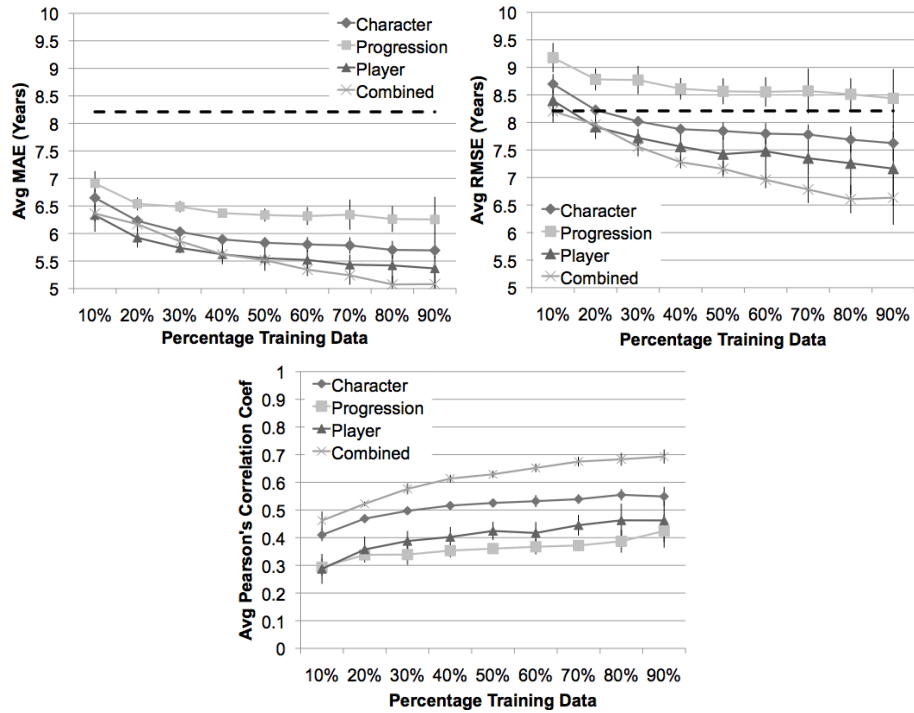 Avg MAE (Years)
10
9.5
9
8.5
8
7.5
7
6.5
6
5.5
5
Character
Progression
Player
Combined
10% 20% 30% 40% 50% 60% 70% 80% 90%
Percentage Training Data
Avg RMSE (Years)
10
9.5
9
8.5
8
7.5
7
6.5
6
5.5
5
Character
Progression
Player
Combined
10% 20% 30% 40% 50% 60% 70% 80% 90%
Percentage Training Data
Avg Pearson's Correlation Coef
1
0.9
0.8
0.7
0.6
0.5
0.4
0.3
0.2
0.1
0
Character
Progression
Player
Combined
10% 20% 30% 40% 50% 60% 70% 80% 90%
Percentage Training Data